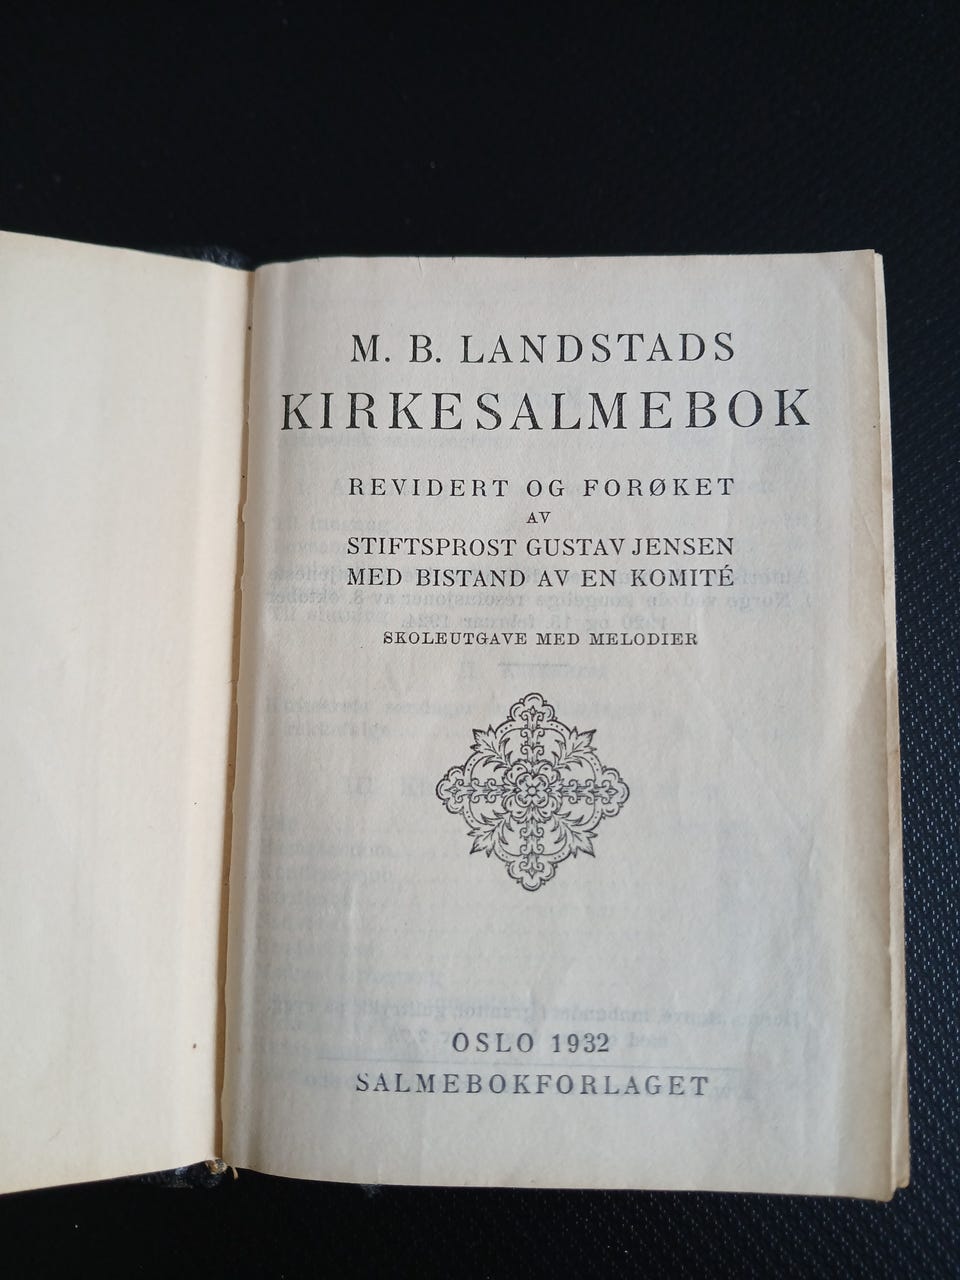 M. B. LANDSTADS
KIRKESALMEBOK
REVIDERT OG FORØKET
AV
STIFTSPROST GUSTAV JENSEN
MED BISTAND AV EN KOMITÉ
SKOLEUTGAVE MED MELODIER
OSLO 1932
SALMEBOKFORLAGET